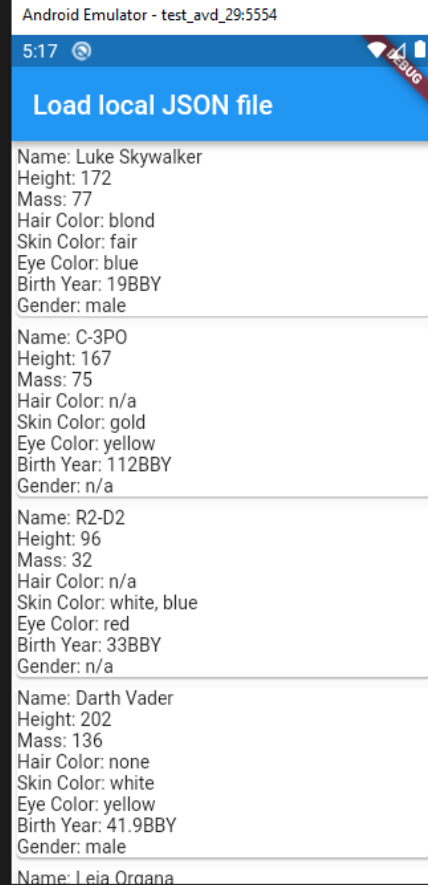 Android Emulator - test_avd_29:5554
5:17
DEBUG
Load local JSON file
Name: Luke Skywalker
Height: 172
Mass: 77
Hair Color: blond
Skin Color: fair
Eye Color: blue
Birth Year: 19BBY
Gender: male
Name: C-3PO
Height: 167
Mass: 75
Hair Color: n/a
Skin Color: gold
Eye Color: yellow
Birth Year: 112BBY
Gender: n/a
Name: R2-D2
Height: 96
Mass: 32
Hair Color: n/a
Skin Color: white, blue
Eye Color: red
Birth Year: 33BBY
Gender: n/a
Name: Darth Vader
Height: 202
Mass: 136
Hair Color: none
Skin Color: white
Eye Color: yellow
Birth Year: 41.9BBY
Gender: male
Name: Leia Organa